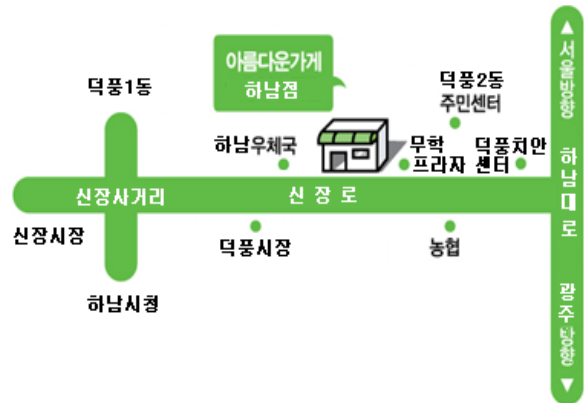 아름다운가게
하남점
덕풍1동
덕풍2동
주민센터
하남우체국
무학
프라자
덕풍치안
센터
신장사거리
신장로
신장시장
덕풍시장
농협
하남시청
▲서울방향
하남대로
광주방향▼